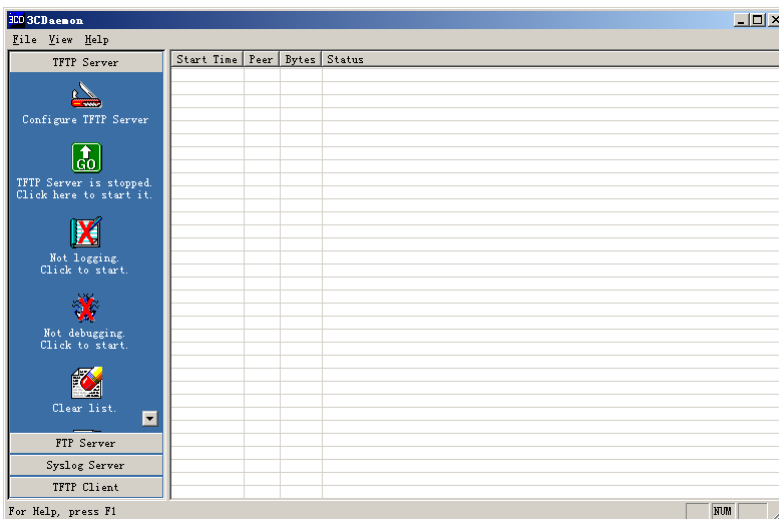 3CD 3CDaemon
File View Help
TFTP Server
Start Time Peer Bytes Status
Configure TFTP Server
GO
TFTP Server is stopped.
Click here to start it.
Not logging.
Click to start.
Not debugging.
Click to start.
Clear list.
FTP Server
Syslog Server
TFTP Client
For Help, press F1
NUM